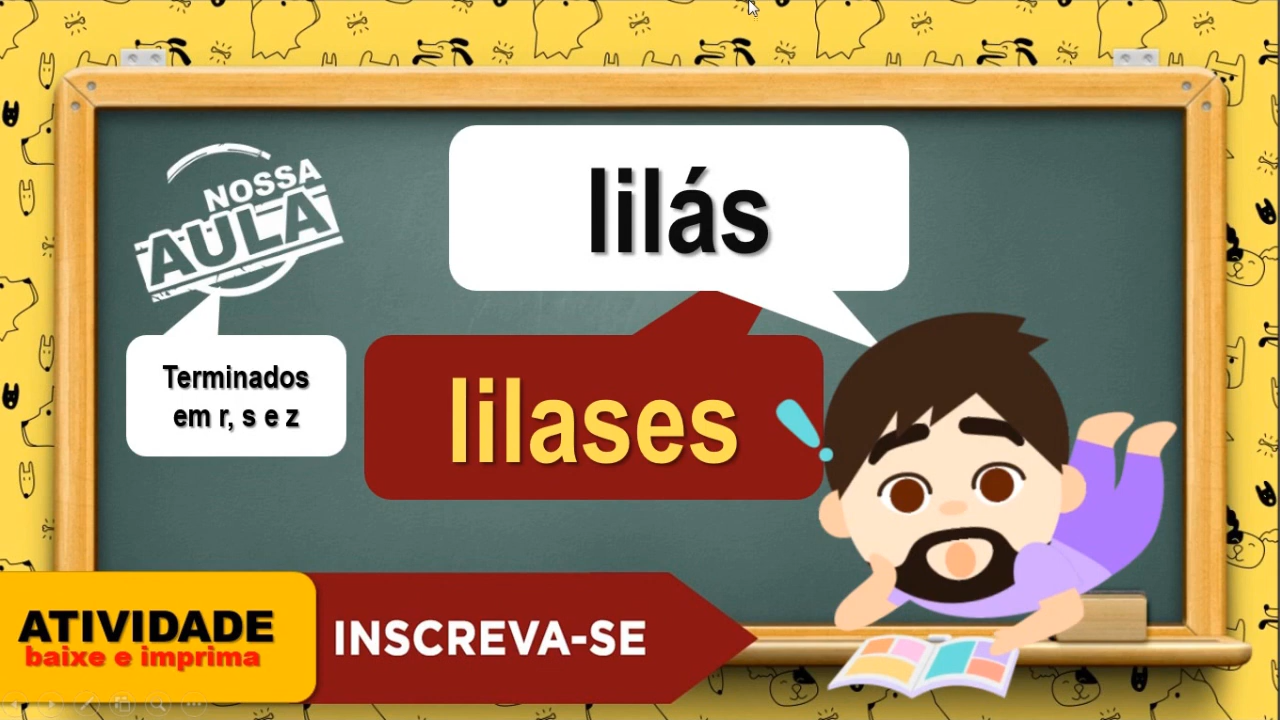 NOSSA
AULA
lilás
Terminados
em r, s e z
lilases
ATIVIDADE
baixe e imprima
INSCREVA-SE